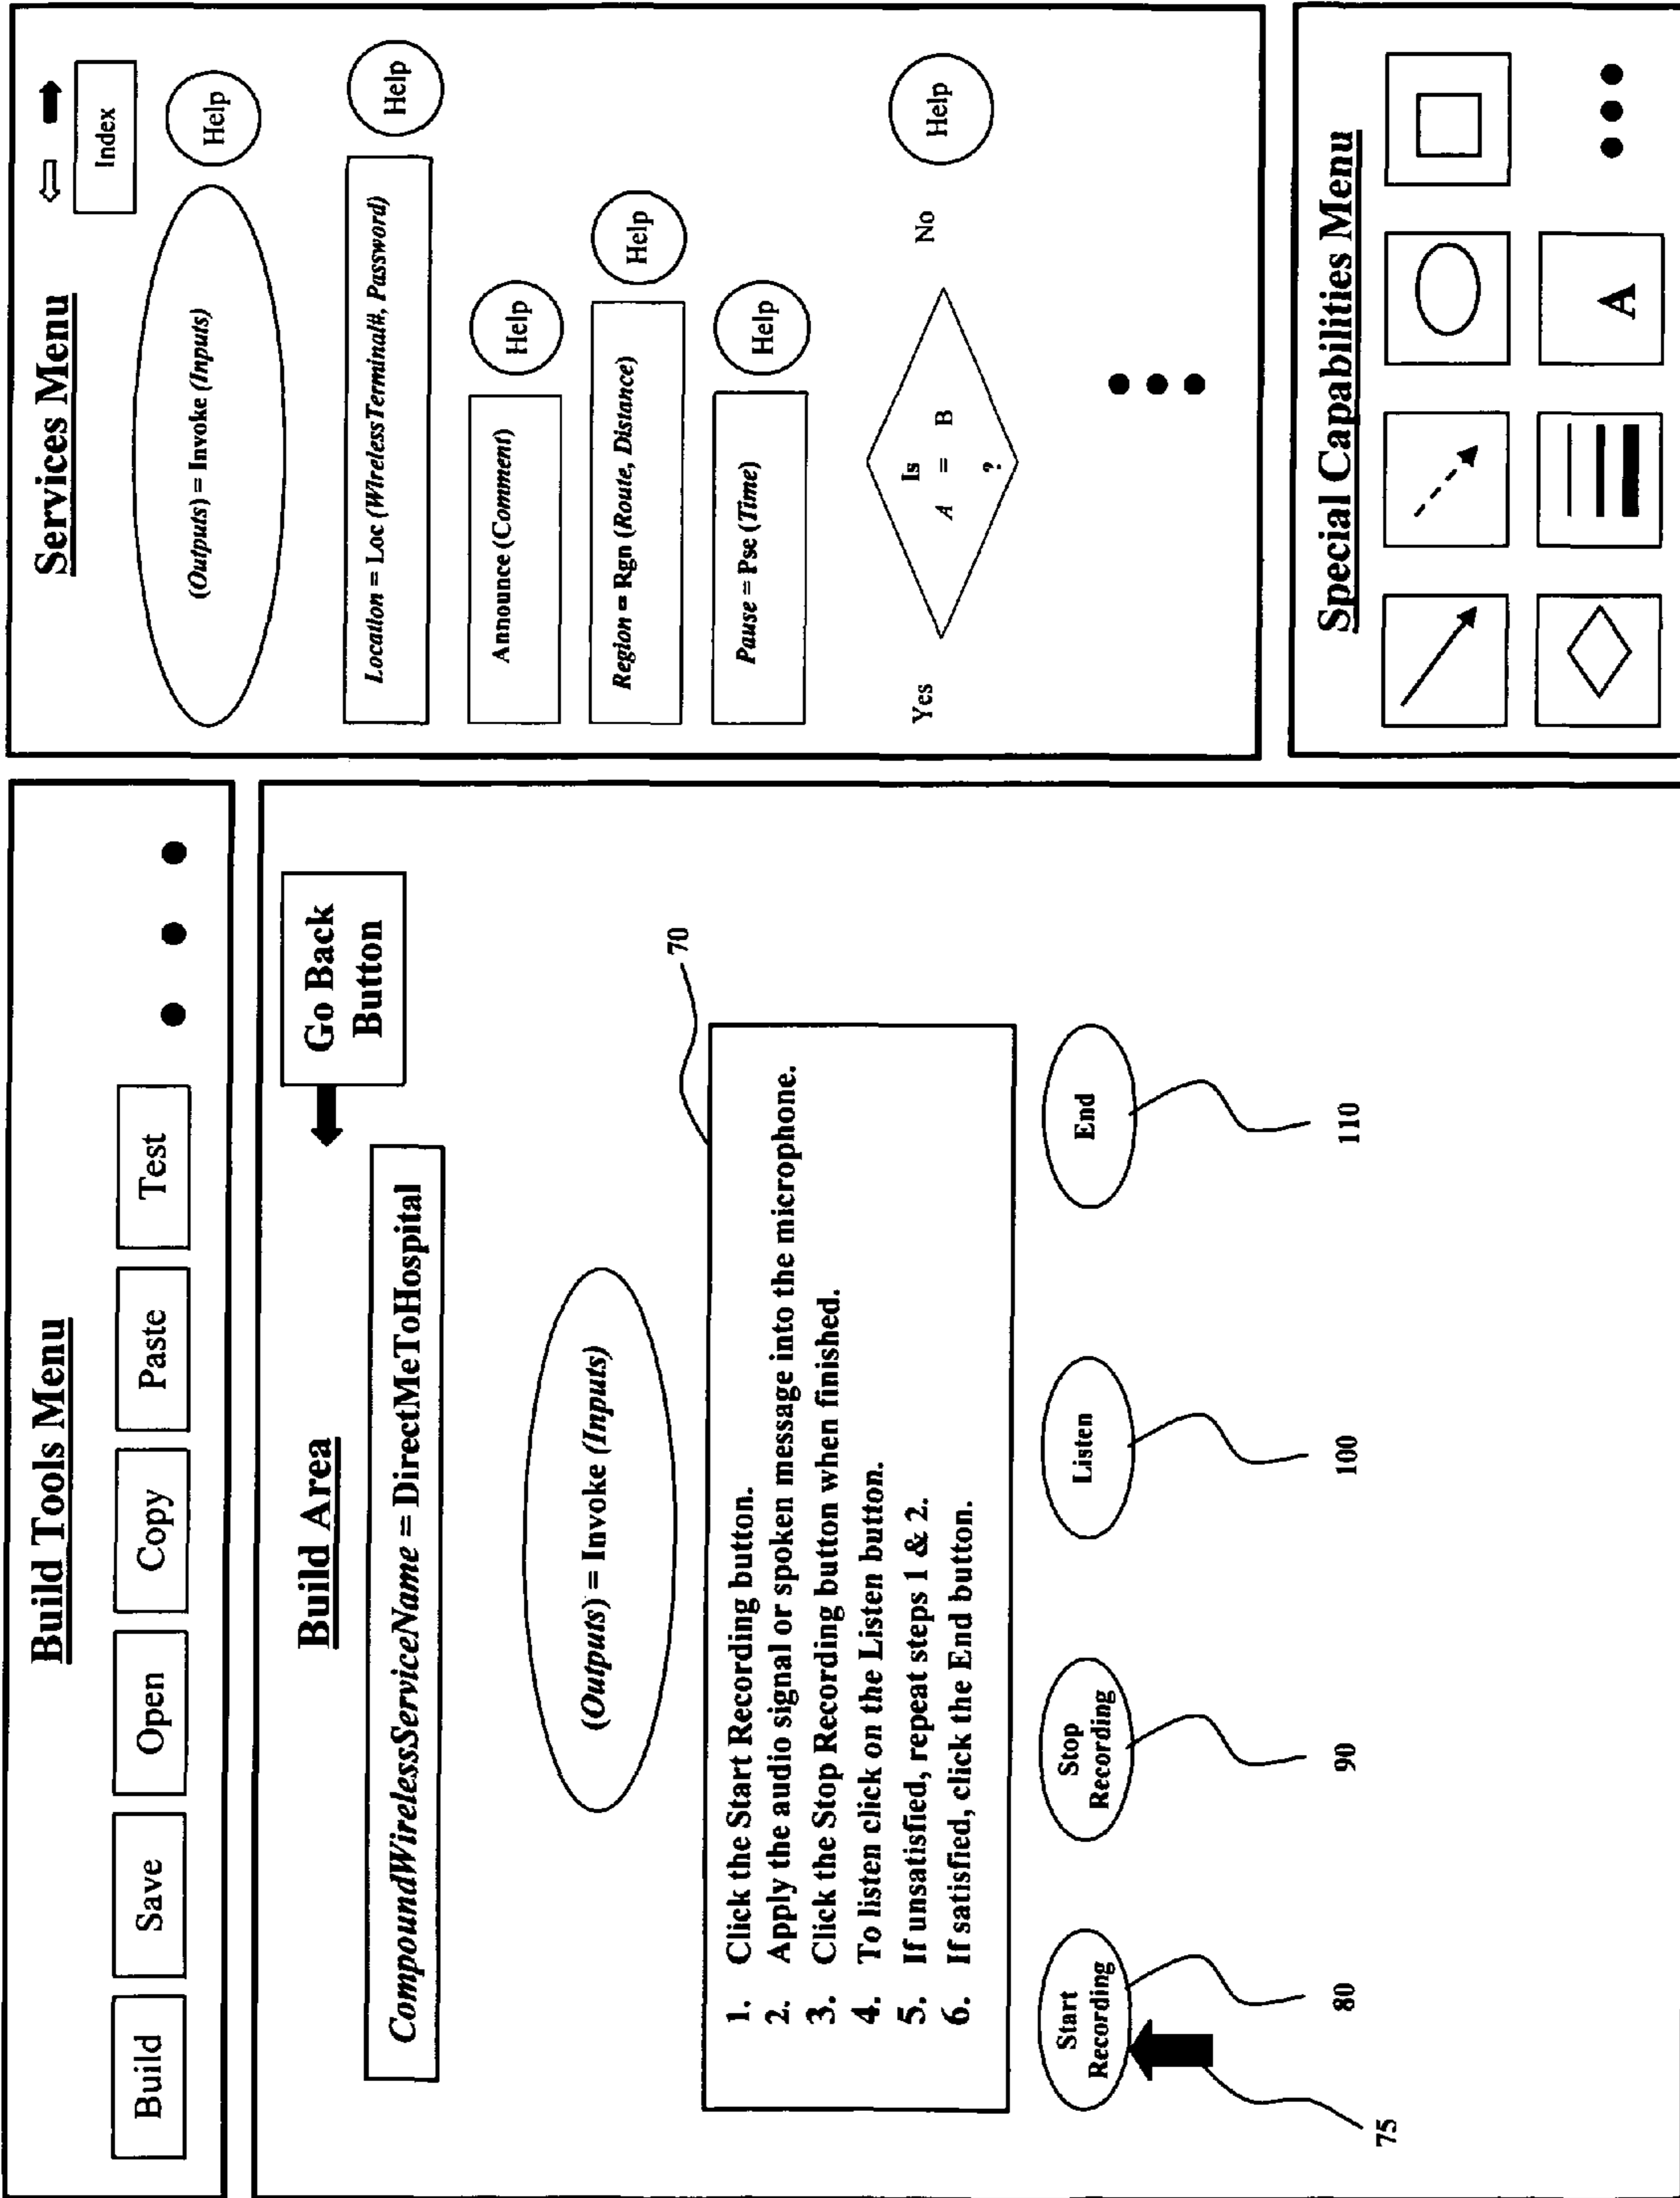 Build Tools Menu
Build
Save
Open
Copy
Paste
Test
Build Area
Go Back
Button
CompoundWirelessServiceName = DirectMeToHospital
(Outputs) = Invoke (Inputs)
70
1. Click the Start Recording button.
2. Apply the audio signal or spoken message into the microphone.
3. Click the Stop Recording button when finished.
4. To listen click on the Listen button.
5. If unsatisfied, repeat steps 1 & 2.
6. If satisfied, click the End button.
Start
Recording
Stop
Recording
Listen
End
75
80
90
100
110
Services Menu
Index
(Outputs) = Invoke (Inputs)
Help
Location = Loc (WirelessTerminal#, Password)
Help
Announce (Comment)
Help
Region = Rgn (Route, Distance)
Help
Pause = Pse (Time)
Help
Yes
Is
A = B
?
No
Help
Special Capabilities Menu
A